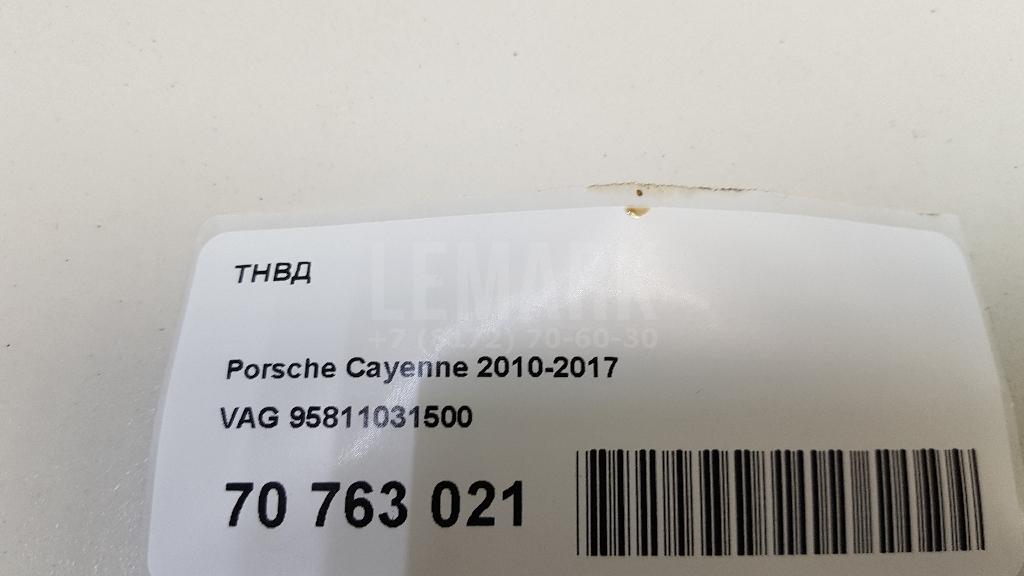 ТНВД
LEMARK
+7 (8172) 70-60-30
Porsche Cayenne 2010-2017
VAG 95811031500
70 763 021